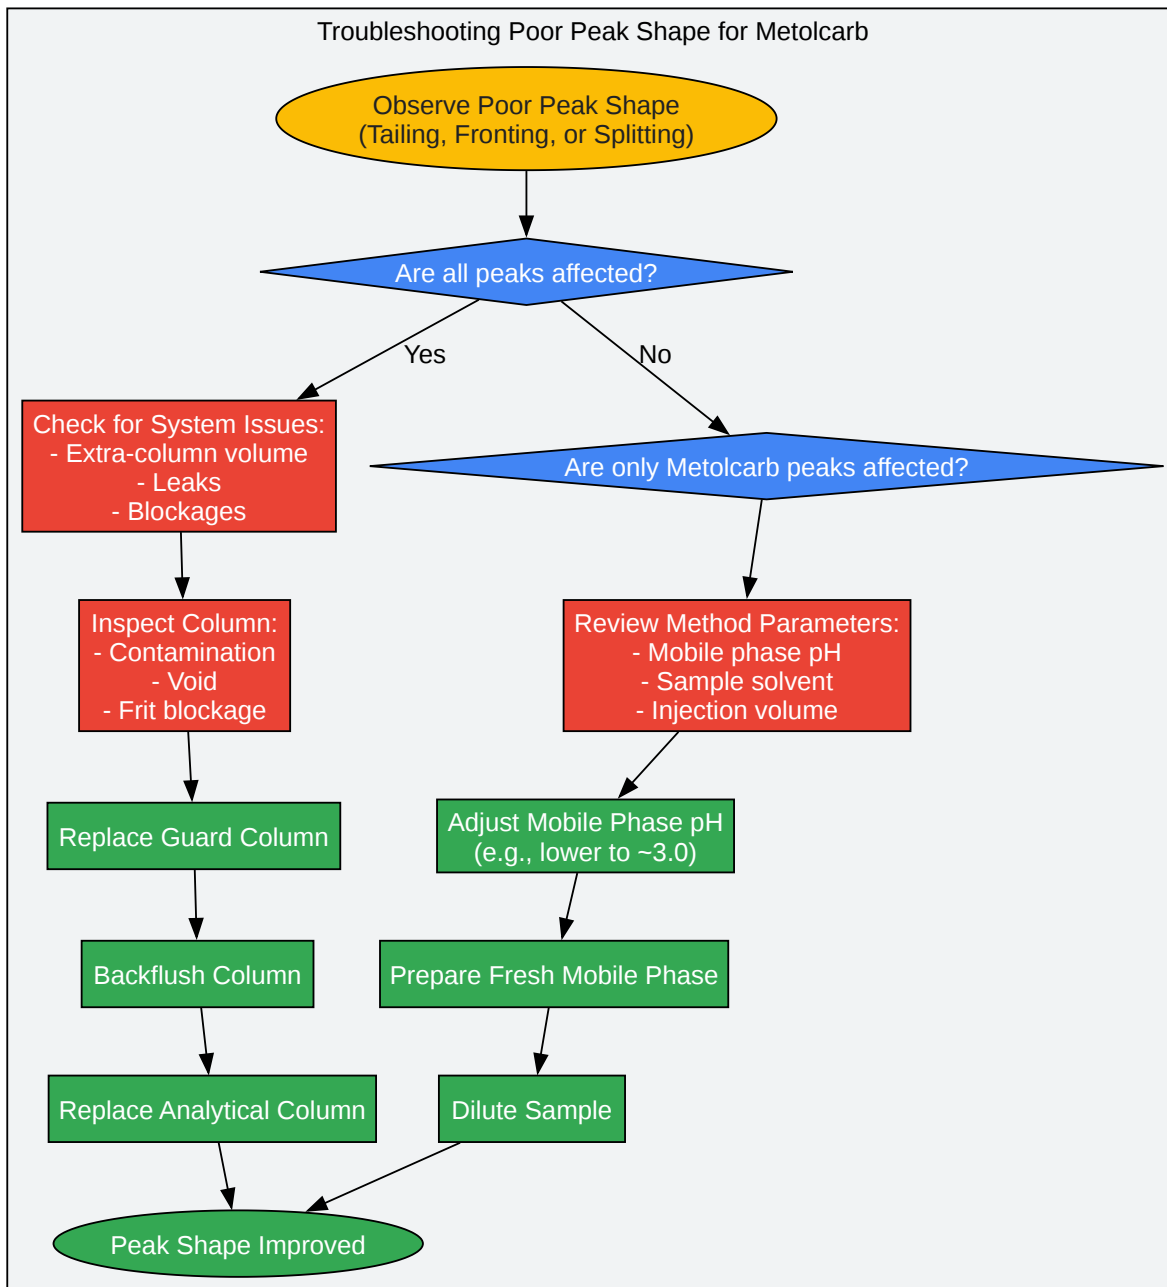 Troubleshooting Poor Peak Shape for Metolcarb
Observe Poor Peak Shape
(Tailing, Fronting, or Splitting)
Are all peaks affected?
Yes
No
Check for System Issues:
- Extra-column volume
- Leaks
- Blockages
Are only Metolcarb peaks affected?
Inspect Column:
- Contamination
- Void
- Frit blockage
Review Method Parameters:
- Mobile phase pH
- Sample solvent
- Injection volume
Replace Guard Column
Adjust Mobile Phase pH
(e.g., lower to ~3.0)
Backflush Column
Prepare Fresh Mobile Phase
Replace Analytical Column
Dilute Sample
Peak Shape Improved